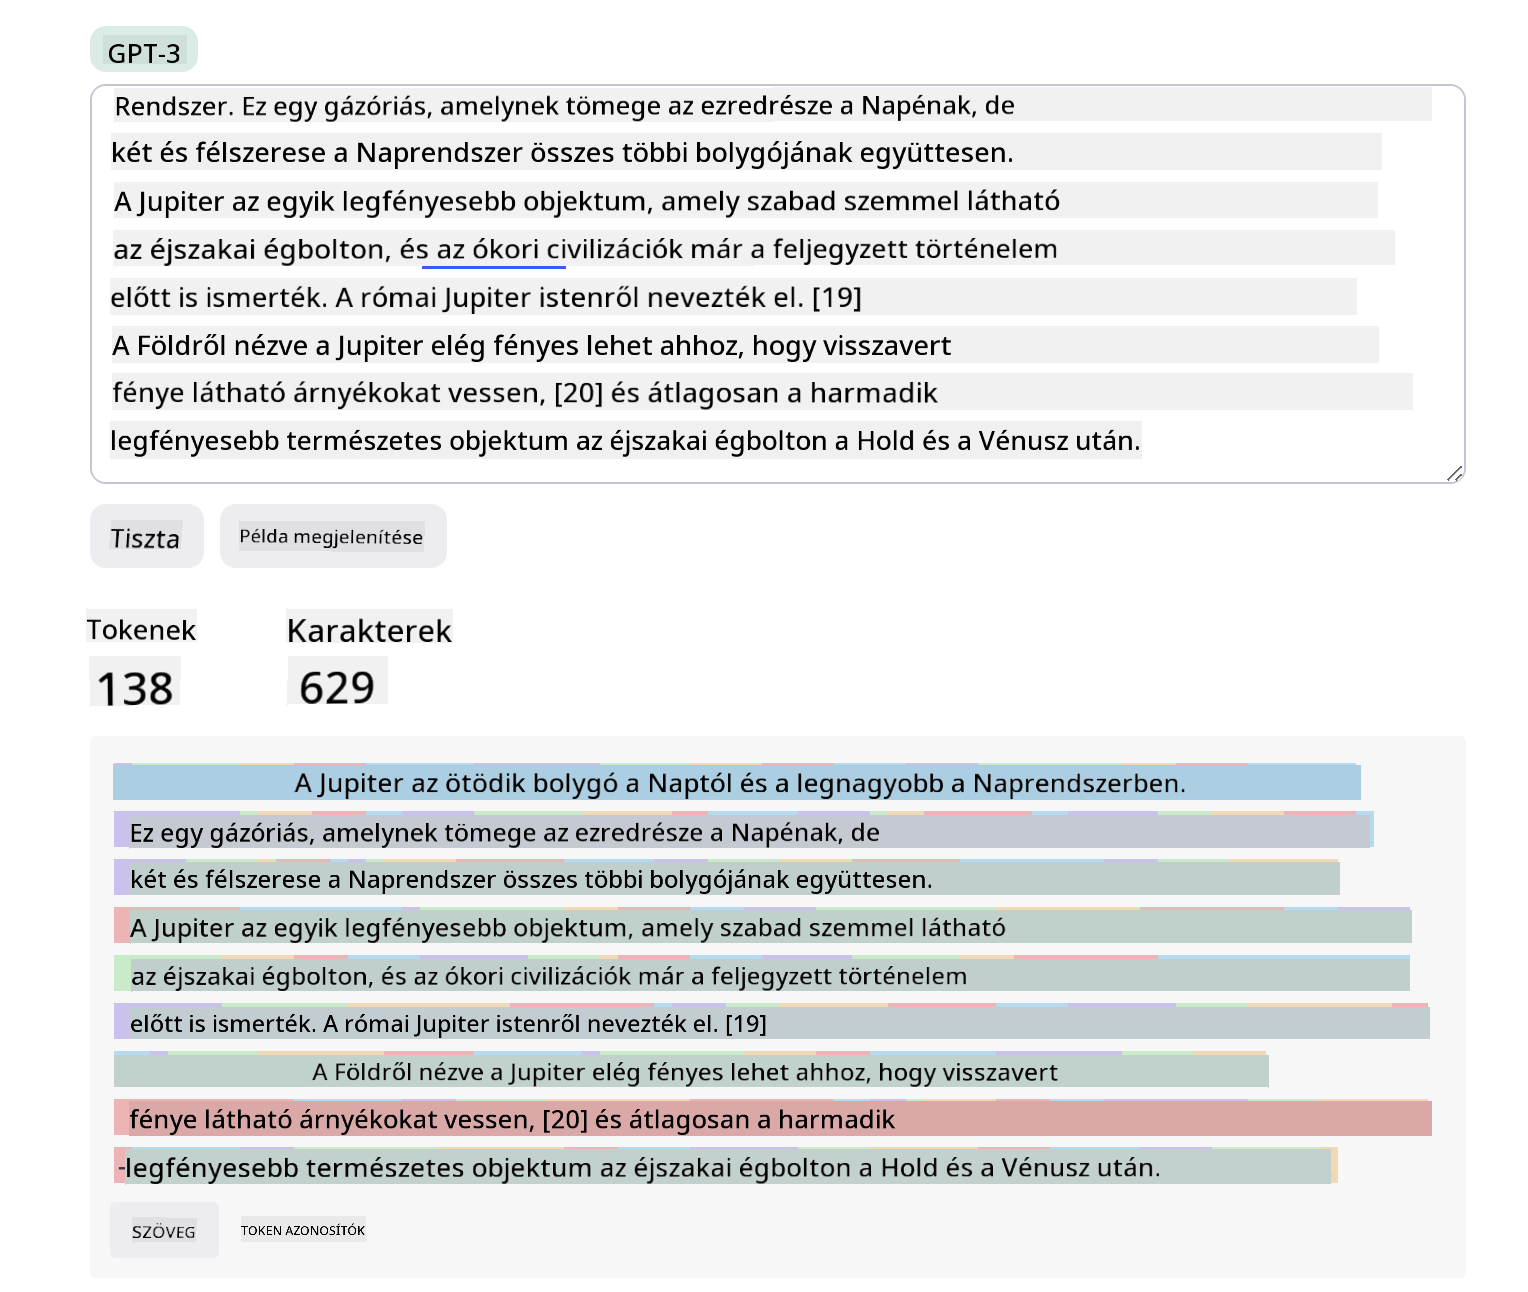 GPT-3
Rendszer. Ez egy gázóriás, amelynek tömege az ezredrésze a Napénak, de
két és félszerese a Naprendszer összes többi bolygójának együttesen.
A Jupiter az egyik legfényesebb objektum, amely szabad szemmel látható
az éjszakai égbolton, és az ókori civilizációk már a feljegyzett történelem
előtt is ismerték. A római Jupiter istenről nevezték el. [19]
A Földről nézve a Jupiter elég fényes lehet ahhoz, hogy visszavert
fénye látható árnyékokat vessen, [20] és átlagosan a harmadik
legfényesebb természetes objektum az éjszakai égbolton a Hold és a Vénusz után.
Tiszta
Példa megjelenítése
Tokenek
Karakterek
138
629
A Jupiter az ötödik bolygó a Naptól és a legnagyobb a Naprendszerben.
Ez egy gázóriás, amelynek tömege az ezredrésze a Napénak, de
két és félszerese a Naprendszer összes többi bolygójának együttesen.
A Jupiter az egyik legfényesebb objektum, amely szabad szemmel látható
az éjszakai égbolton, és az ókori civilizációk már a feljegyzett történelem
előtt is ismerték. A római Jupiter istenről nevezték el. [19]
A Földről nézve a Jupiter elég fényes lehet ahhoz, hogy visszavert
fénye látható árnyékokat vessen, [20] és átlagosan a harmadik
-legfényesebb természetes objektum az éjszakai égbolton a Hold és a Vénusz után.
SZÖVEG
TOKEN AZONOSÍTÓK